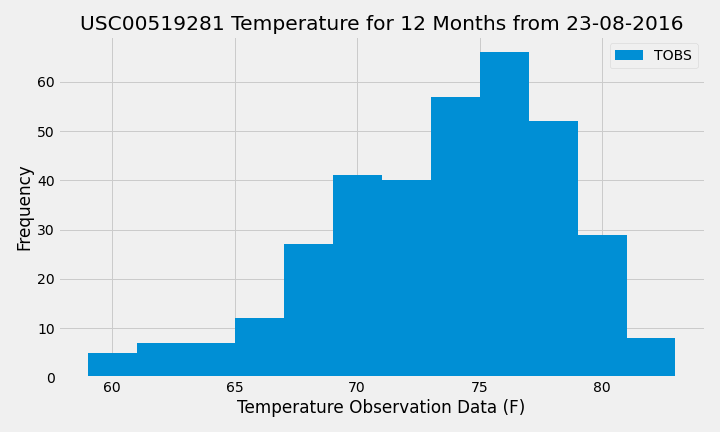 USC00519281 Temperature for 12 Months from 23-08-2016
TOBS
60
50
40
30
20
10
0
Frequency
60 65 70 75 80
Temperature Observation Data (F)